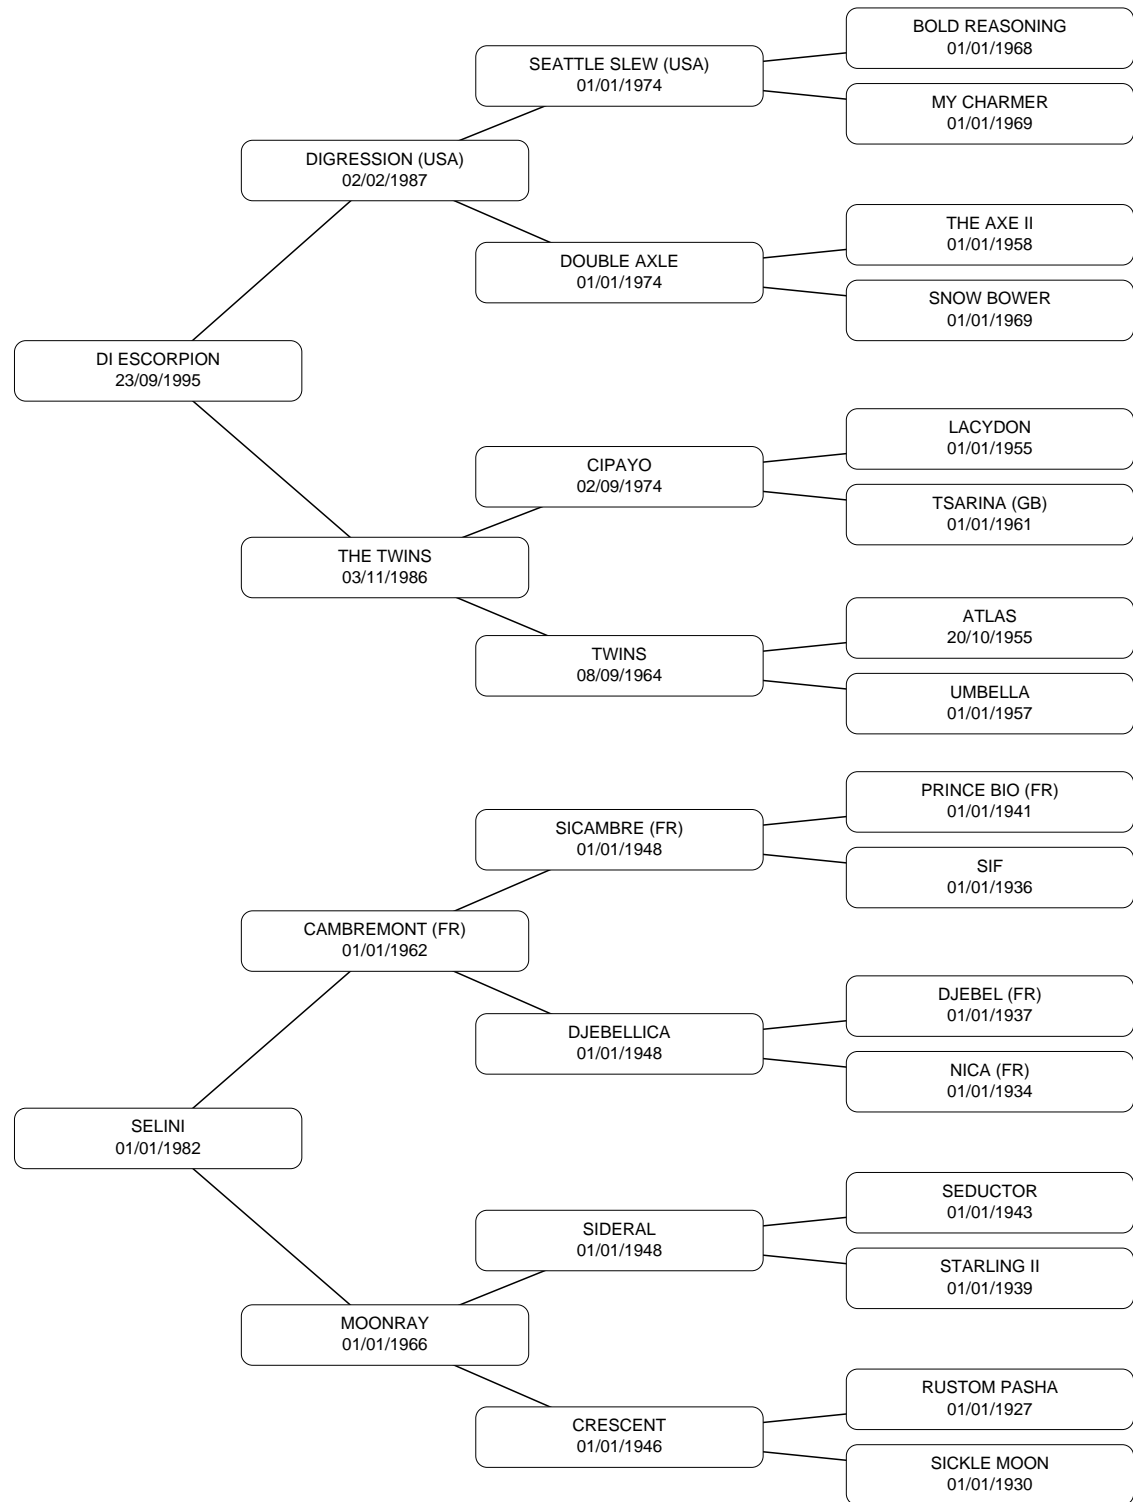 BOLD REASONING
01/01/1968
SEATTLE SLEW (USA)
01/01/1974
MY CHARMER
01/01/1969
DIGRESSION (USA)
02/02/1987
THE AXE II
01/01/1958
DOUBLE AXLE
01/01/1974
SNOW BOWER
01/01/1969
DI ESCORPION
23/09/1995
LACYDON
01/01/1955
CIPAYO
02/09/1974
TSARINA (GB)
01/01/1961
THE TWINS
03/11/1986
ATLAS
20/10/1955
TWINS
08/09/1964
UMBELLA
01/01/1957
PRINCE BIO (FR)
01/01/1941
SICAMBRE (FR)
01/01/1948
SIF
01/01/1936
CAMBREMONT (FR)
01/01/1962
DJEBEL (FR)
01/01/1937
DJEBELLICA
01/01/1948
NICA (FR)
01/01/1934
SELINI
01/01/1982
SEDUCTOR
01/01/1943
SIDERAL
01/01/1948
STARLING II
01/01/1939
MOONRAY
01/01/1966
RUSTOM PASHA
01/01/1927
CRESCENT
01/01/1946
SICKLE MOON
01/01/1930